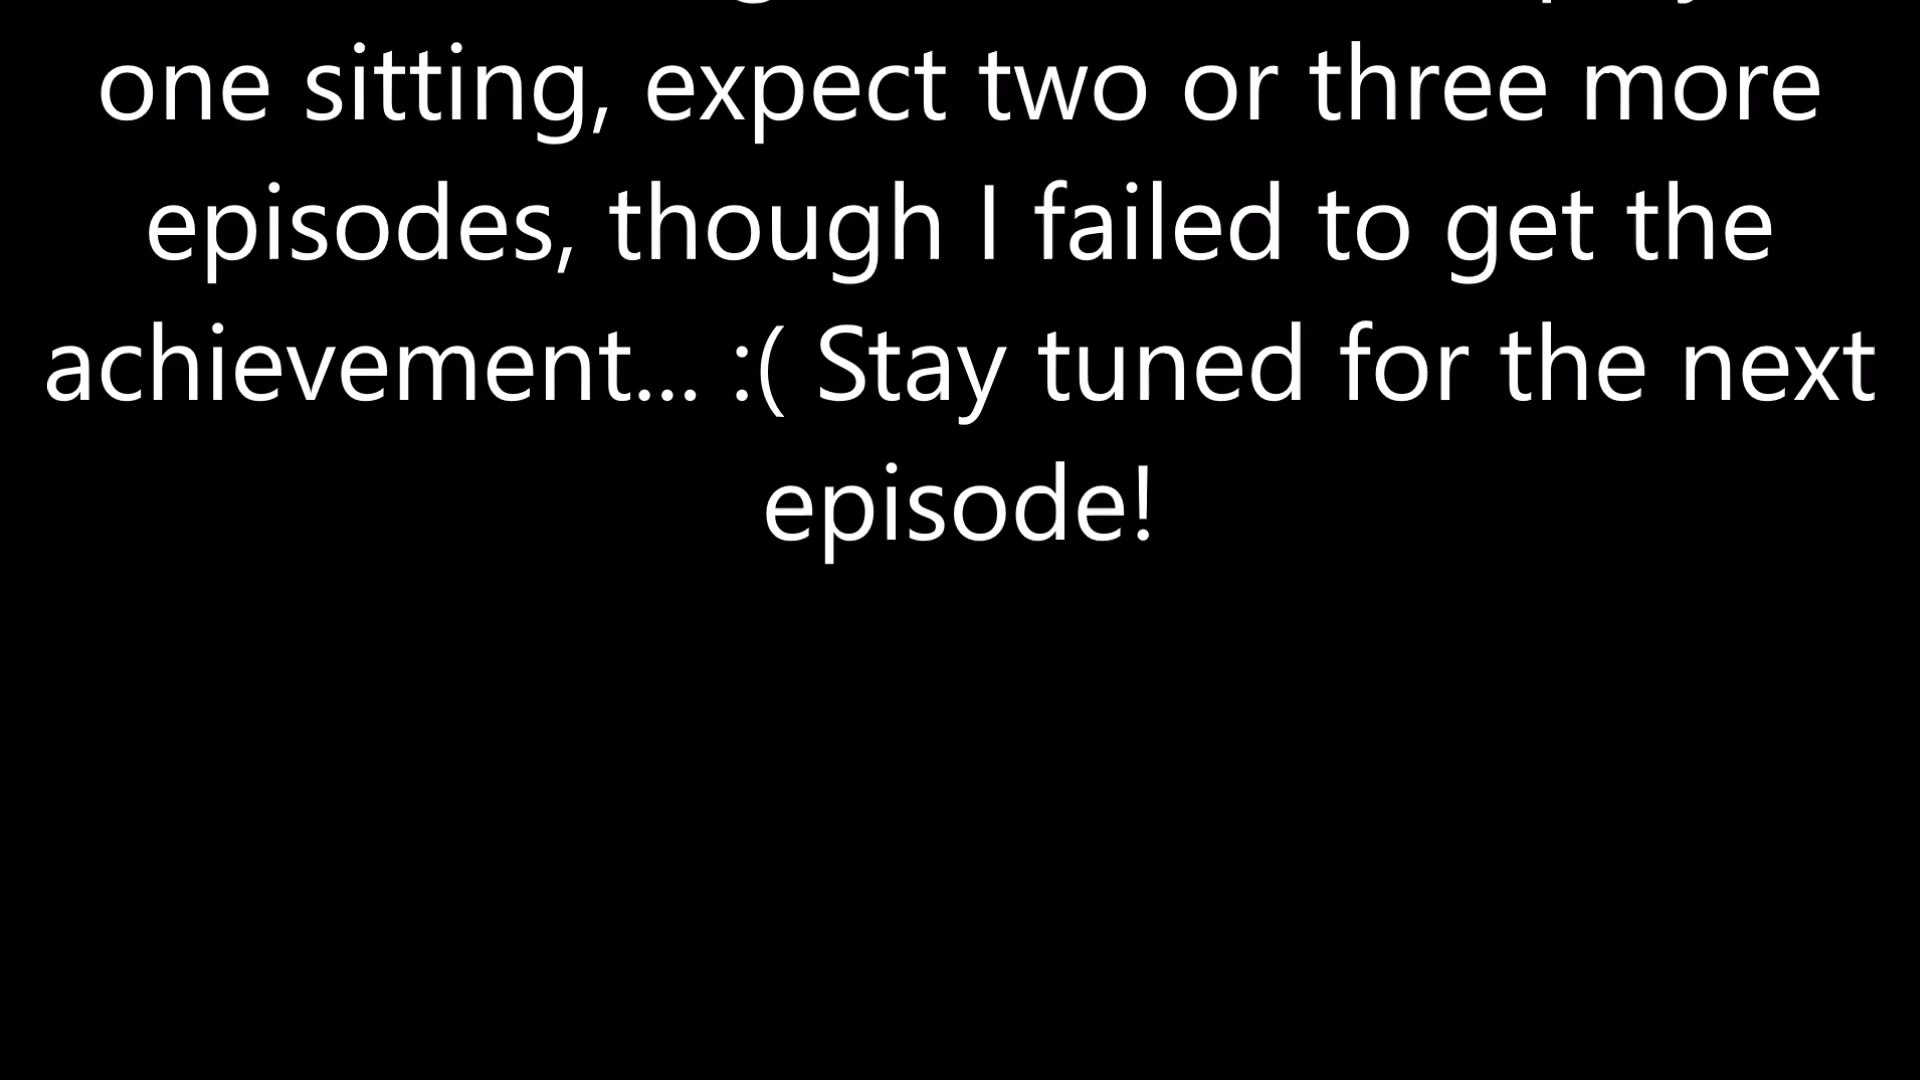 one sitting, expect two or three more
episodes, though I failed to get the
achievement... :( Stay tuned for the next
episode!